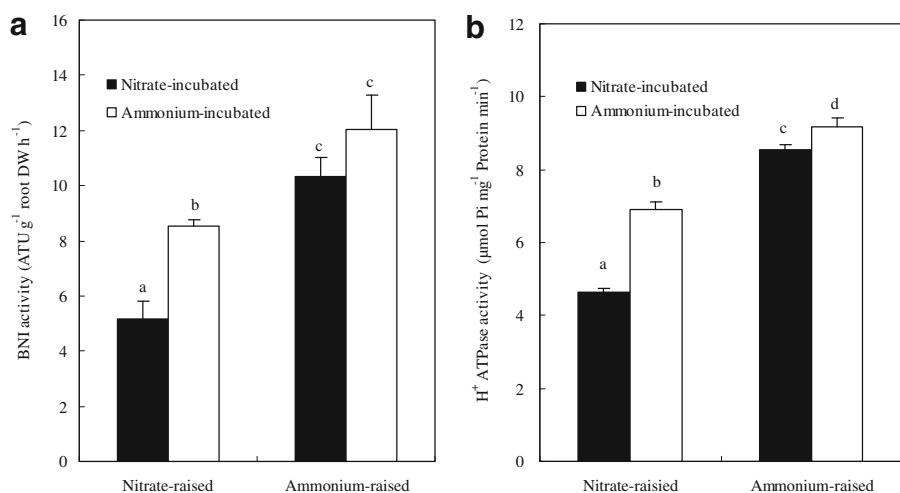 a
16
14
12
10
8
6
4
2
0
BNI activity (ATU g⁻¹ root DW h⁻¹)
Nitrate-incubated
Ammonium-incubated
a
b
c
c
Nitrate-raised
Ammonium-raised
b
12
10
8
6
4
2
0
H⁺ ATPase activity (μmol Pi mg⁻¹ Protein min⁻¹)
Nitrate-incubated
Ammonium-incubated
a
b
c
d
Nitrate-raisied
Ammonium-raised